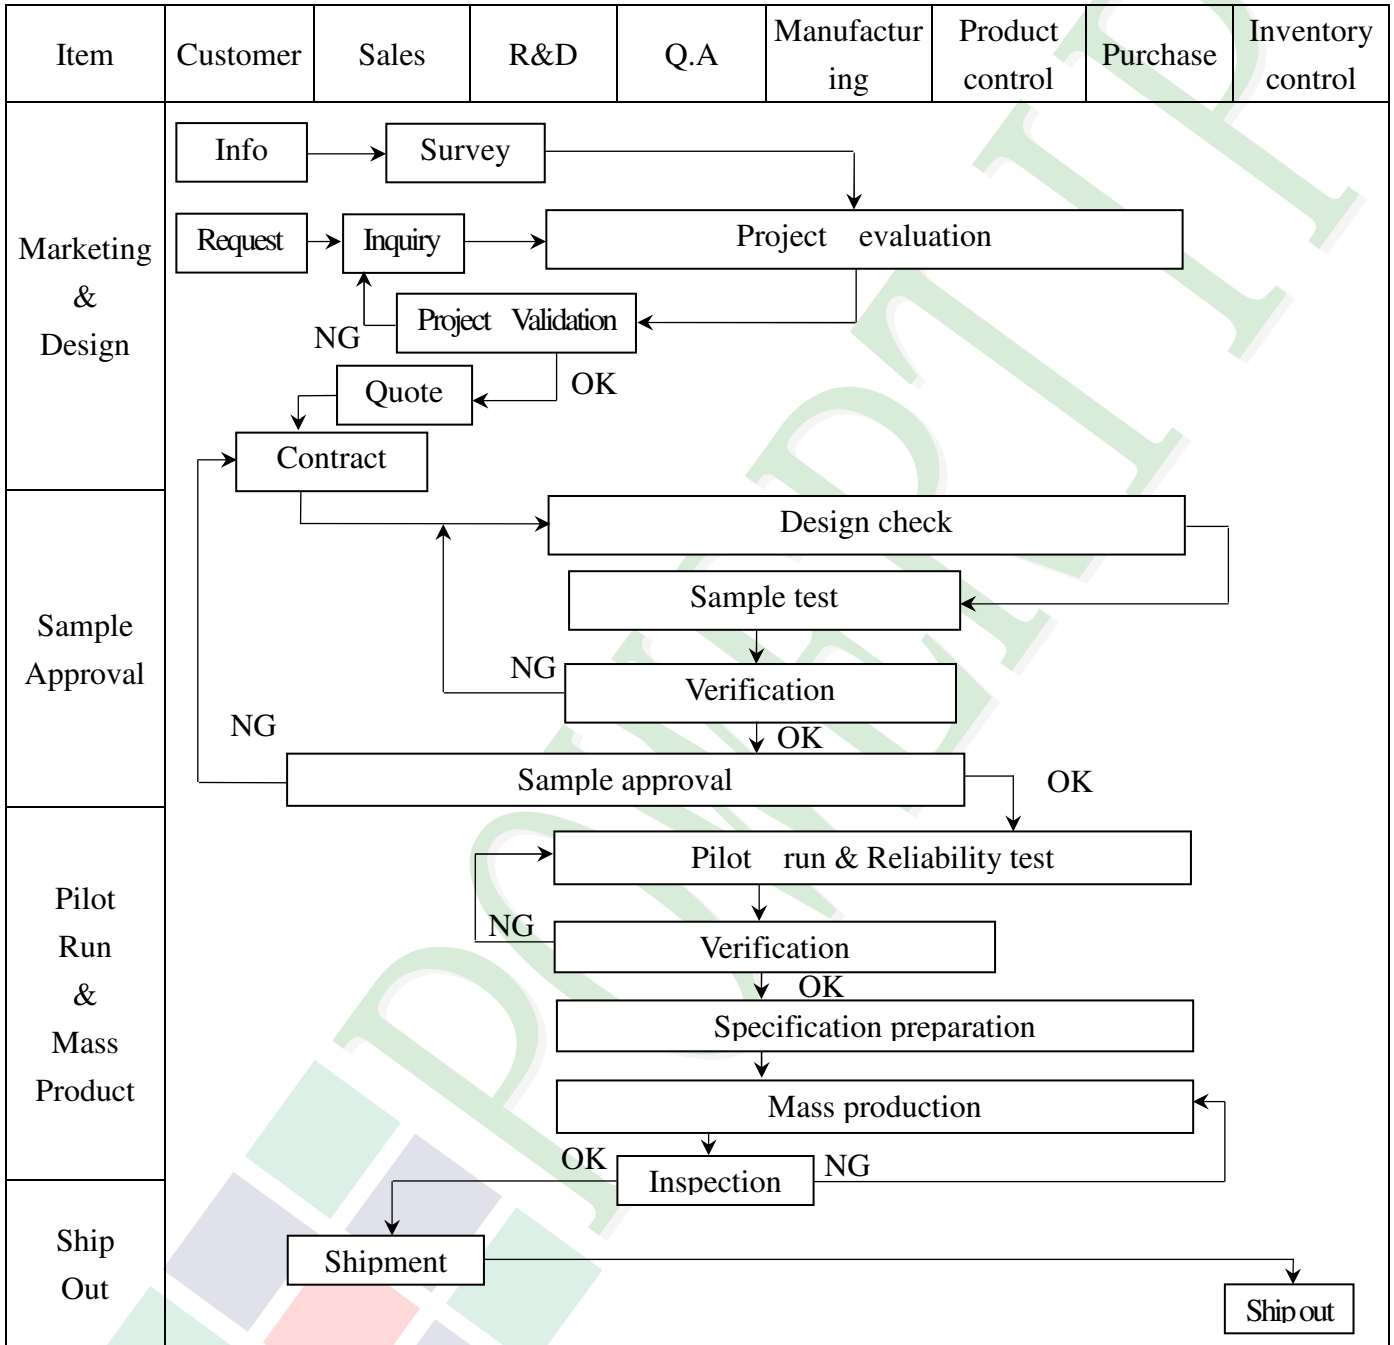 Item
Customer
Sales
R&D
Q.A
Manufactur
ing
Product
control
Purchase
Inventory
control
Marketing
&
Design
Info
Survey
Request
Inquiry
Project evaluation
NG
Project Validation
Quote
OK
Contract
Sample
Approval
Design check
Sample test
NG
Verification
NG
OK
Sample approval
OK
Pilot
Run
&
Mass
Product
Pilot run & Reliability test
NG
Verification
OK
Specification preparation
Mass production
OK
Inspection
NG
Ship
Out
Shipment
Ship out
POWERTIP